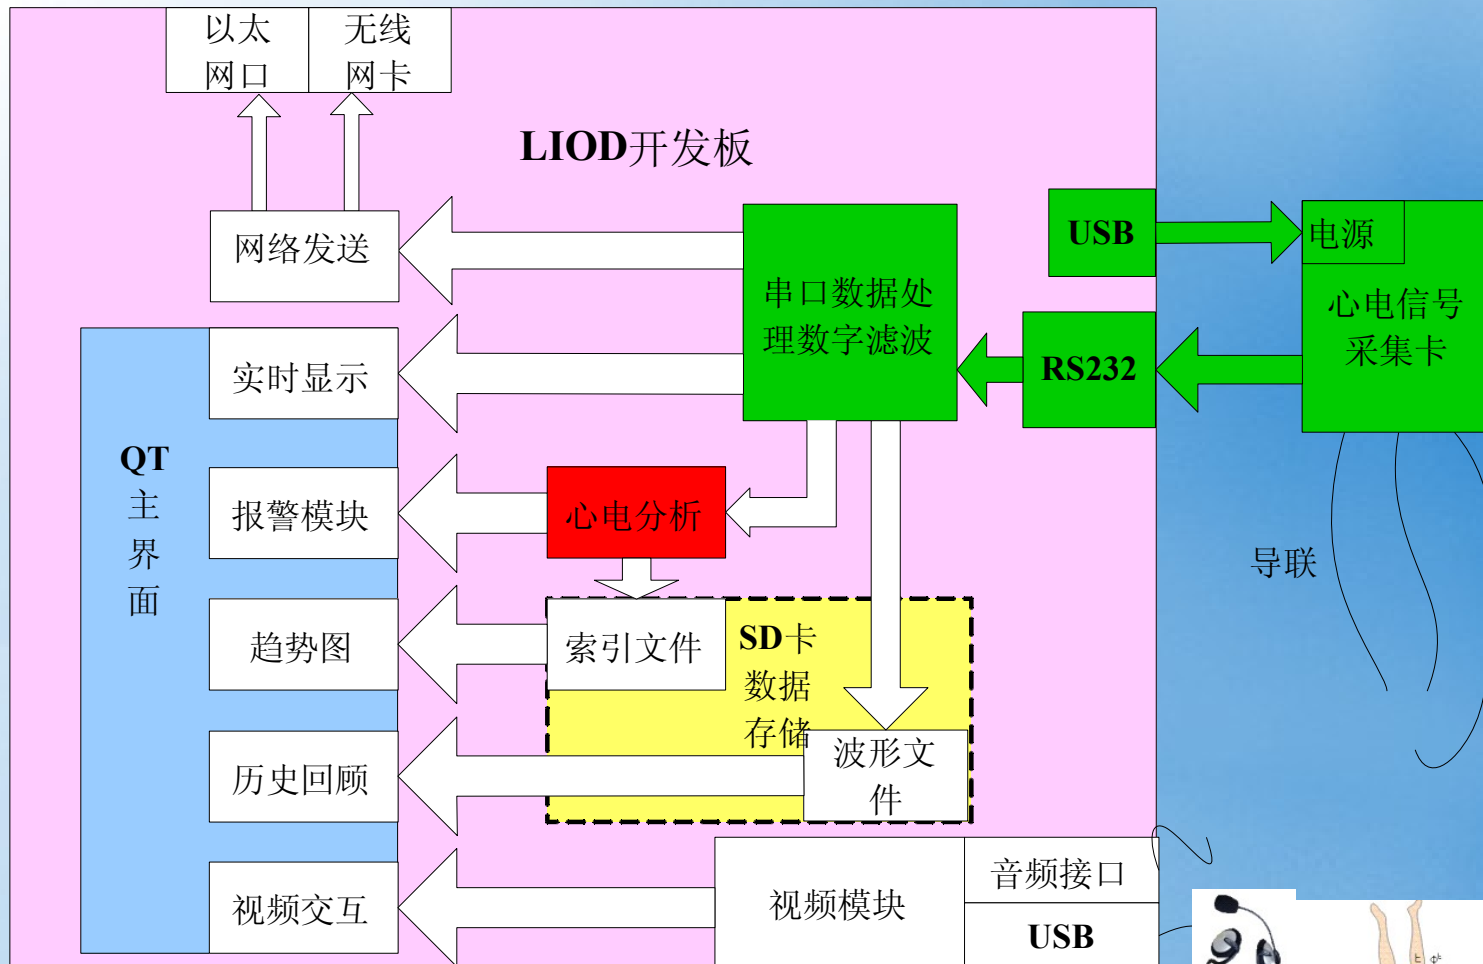 以太
网口
无线
网卡
LIOD开发板
网络发送
串口数据处
理数字滤波
USB
电源
心电信号
采集卡
RS232
实时显示
QT
主
界
面
报警模块
心电分析
导联
趋势图
索引文件
SD卡
数据
存储
历史回顾
波形文
件
视频交互
视频模块
音频接口
USB